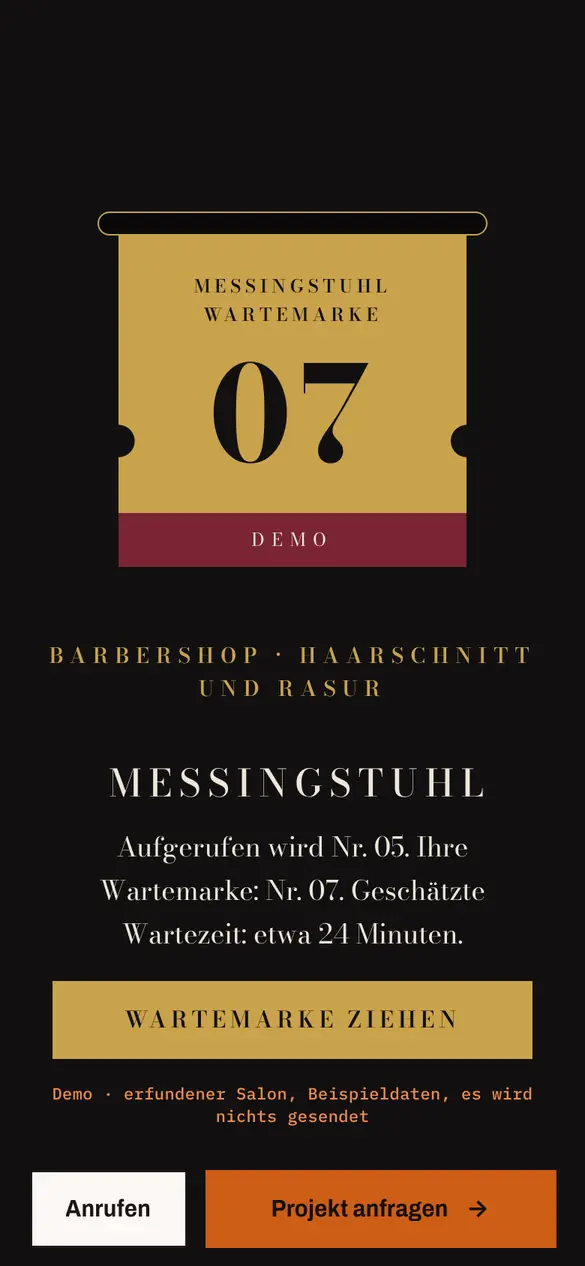 MESSINGSTUHL
WARTEMARKE
07
DEMO
BARBERSHOP · HAARSCHNITT
UND RASUR
MESSINGSTUHL
Aufgerufen wird Nr. 05. Ihre
Wartemarke: Nr. 07. Geschätzte
Wartezeit: etwa 24 Minuten.
WARTEMARKE ZIEHEN
Demo · erfundener Salon, Beispieldaten, es wird
nichts gesendet
Anrufen
Projekt anfragen →